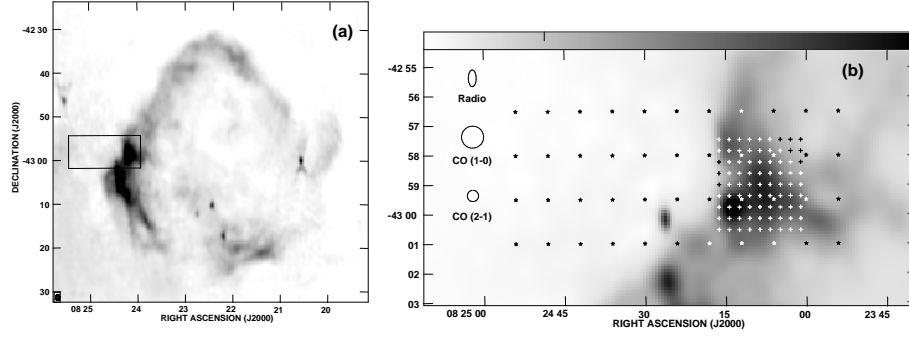 (a)
-42 30
40
50
-43 00
10
20
30
DECLINATION (J2000)
08 25
24
23
22
21
20
RIGHT ASCENSION (J2000)
(b)
-42 55
56
57
58
59
-43 00
01
02
03
DECLINATION (J2000)
Radio
CO (1-0)
CO (2-1)
08 25 00
24 45
30
15
00
23 45
RIGHT ASCENSION (J2000)